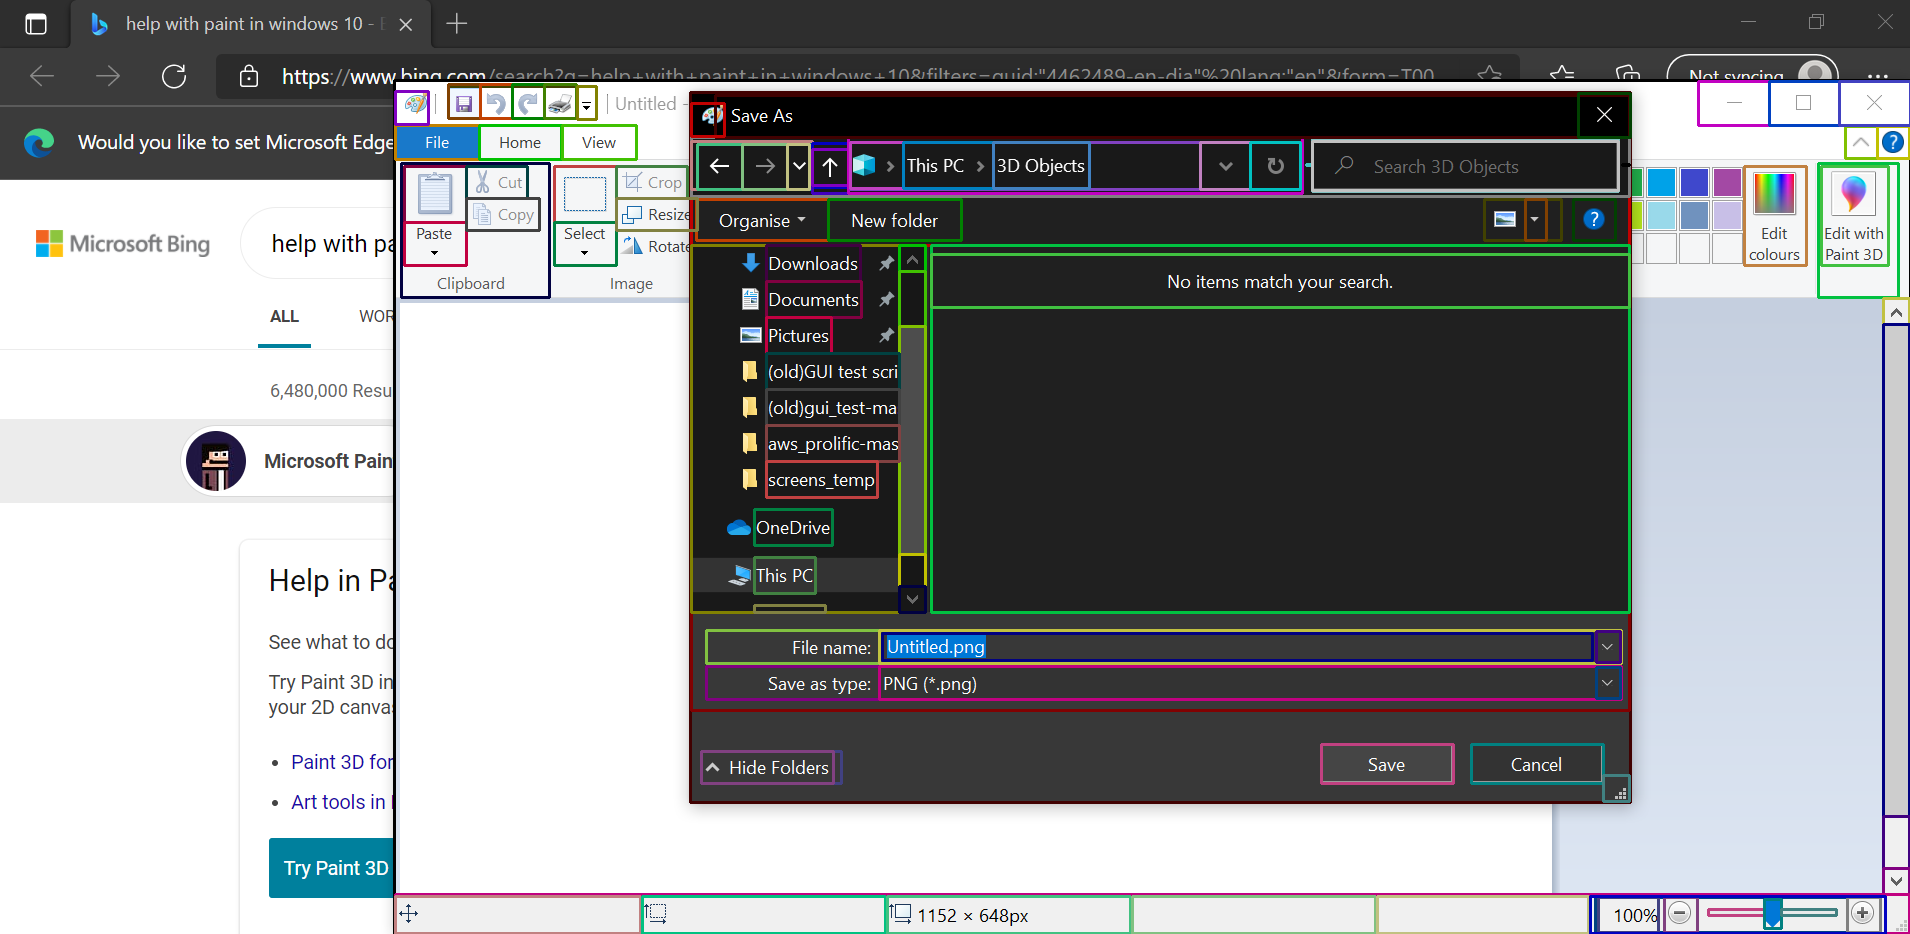 help with paint in windows 10 -
https://www.bing.com/search?q=help+with+paint+in+windows+10&filters=guid:"4462489-en-dia"%20lang:"en"&form=T00
Not syncing
Would you like to set Microsoft Edge
Untitled -
File
Home
View
Paste
Cut
Copy
Clipboard
Select
Crop
Resize
Rotate
Image
Edit
colours
Edit with
Paint 3D
Microsoft Bing
help with pa
ALL
WOR
6,480,000 Resu
Microsoft Pain
Help in Pa
See what to do
Try Paint 3D in
your 2D canvas
Paint 3D for
Art tools in
Try Paint 3D
Save As
This PC
3D Objects
Search 3D Objects
Organise
New folder
Downloads
Documents
Pictures
(old)GUI test scri
(old)gui_test-ma
aws_prolific-mas
screens_temp
OneDrive
This PC
No items match your search.
File name:
Untitled.png
Save as type:
PNG (*.png)
Hide Folders
Save
Cancel
1152 × 648px
100%